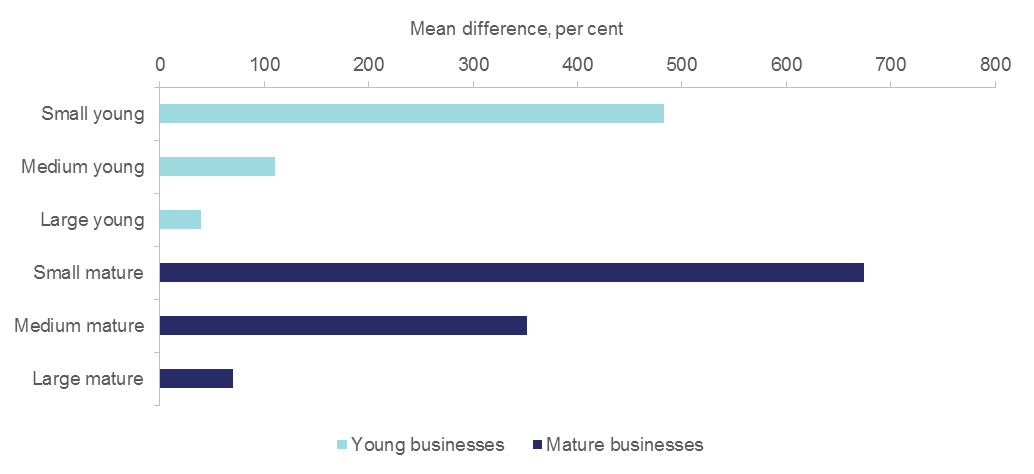 Mean difference, per cent
0 100 200 300 400 500 600 700 800
Small young
Medium young
Large young
Small mature
Medium mature
Large mature
Young businesses Mature businesses